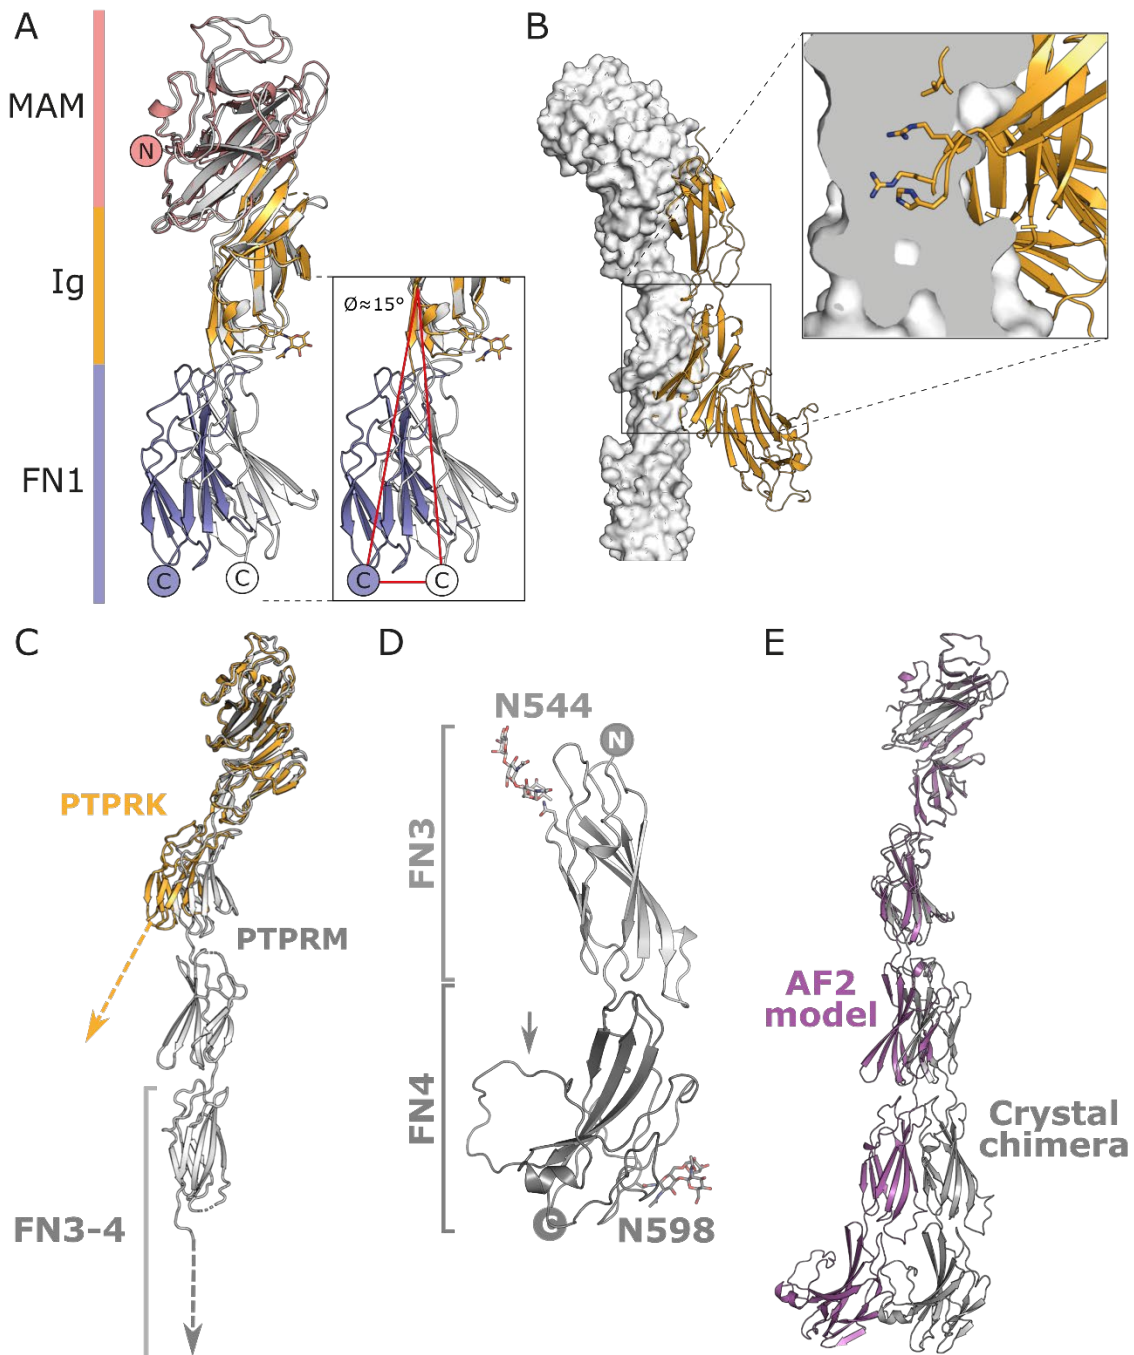 A
MAM
N
Ig
FN1
C
C
Ø≈15°
C
C
B
C
PTPRK
PTPRM
FN3-4
D
N544
N
FN3
FN4
C
N598
E
AF2
model
Crystal
chimera